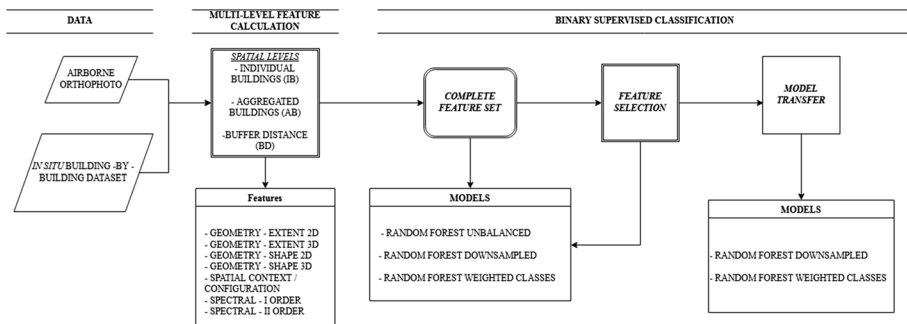 DATA
MULTI-LEVEL FEATURE
CALCULATION
BINARY SUPERVISED CLASSIFICATION
AIRBORNE
ORTHOPHOTO
IN SITU BUILDING -BY -
BUILDING DATASET
SPATIAL LEVELS
- INDIVIDUAL
BUILDINGS (IB)
- AGGREGATED
BUILDINGS (AB)
-BUFFER DISTANCE
(BD)
Features
- GEOMETRY - EXTENT 2D
- GEOMETRY - EXTENT 3D
- GEOMETRY - SHAPE 2D
- GEOMETRY - SHAPE 3D
- SPATIAL CONTEXT /
CONFIGURATION
- SPECTRAL - I ORDER
- SPECTRAL - II ORDER
COMPLETE
FEATURE SET
FEATURE
SELECTION
MODEL
TRANSFER
MODELS
- RANDOM FOREST UNBALANCED
- RANDOM FOREST DOWNSAMPLED
- RANDOM FOREST WEIGHTED CLASSES
MODELS
- RANDOM FOREST DOWNSAMPLED
- RANDOM FOREST WEIGHTED CLASSES